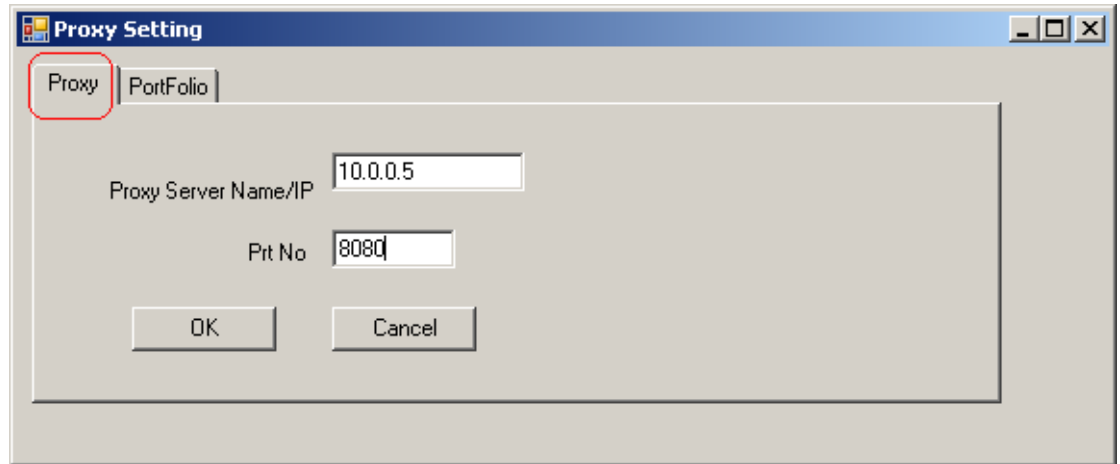 Proxy Setting
Proxy PortFolio
Proxy Server Name/IP 10.0.0.5
Prt No 8080
OK Cancel